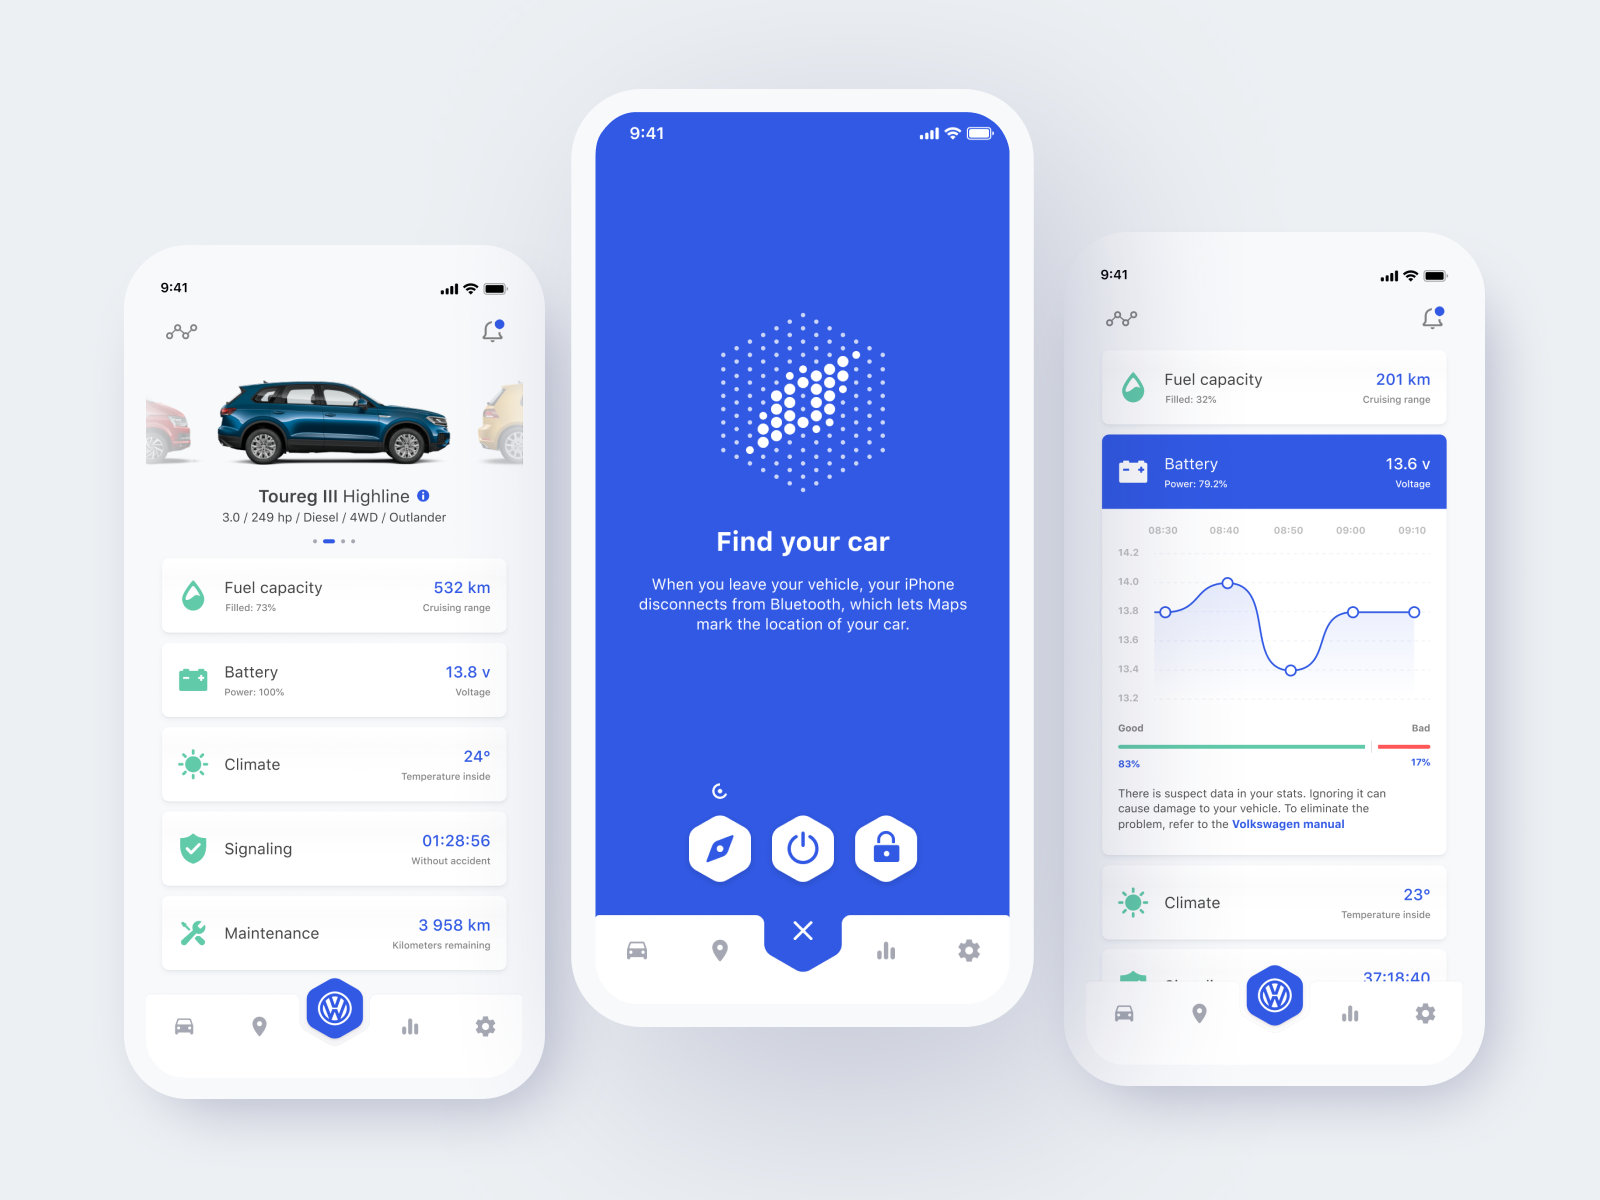 9:41
Toureg III Highline
3.0 / 249 hp / Diesel / 4WD / Outlander
Fuel capacity
532 km
Filled: 73%
Cruising range
Battery
13.8 v
Power: 100%
Voltage
Climate
24°
Temperature inside
Signaling
01:28:56
Without accident
Maintenance
3 958 km
Kilometers remaining
9:41
Find your car
When you leave your vehicle, your iPhone
disconnects from Bluetooth, which lets Maps
mark the location of your car.
9:41
Fuel capacity
201 km
Filled: 32%
Cruising range
Battery
13.6 v
Power: 79.2%
Voltage
08:30 08:40 08:50 09:00 09:10
14.2
14.0
13.8
13.6
13.4
13.2
Good
Bad
83%
17%
There is suspect data in your stats. Ignoring it can
cause damage to your vehicle. To eliminate the
problem, refer to the Volkswagen manual
Climate
23°
Temperature inside
37:18:40